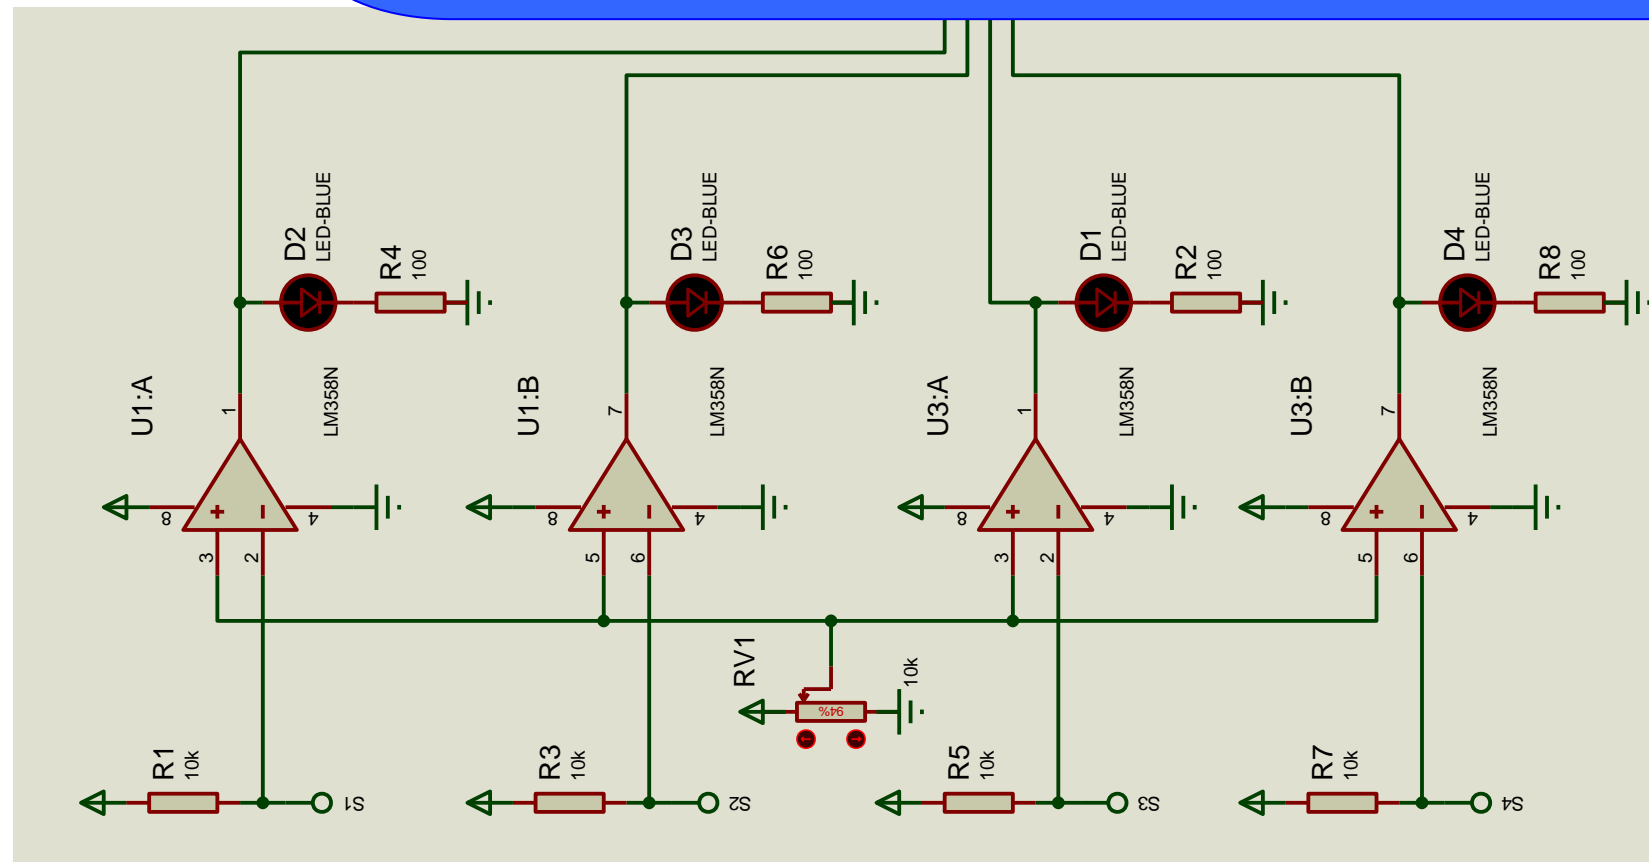 D2
LED-BLUE
R4
100
D3
LED-BLUE
R6
100
D1
LED-BLUE
R2
100
D4
LED-BLUE
R8
100
U1:A
1
LM358N
8
+
-
4
3
2
U1:B
7
LM358N
8
+
-
4
5
6
U3:A
1
LM358N
8
+
-
4
3
2
U3:B
7
LM358N
8
+
-
4
5
6
RV1
94%
10k
R1
10k
S1
R3
10k
S2
R5
10k
S3
R7
10k
S4